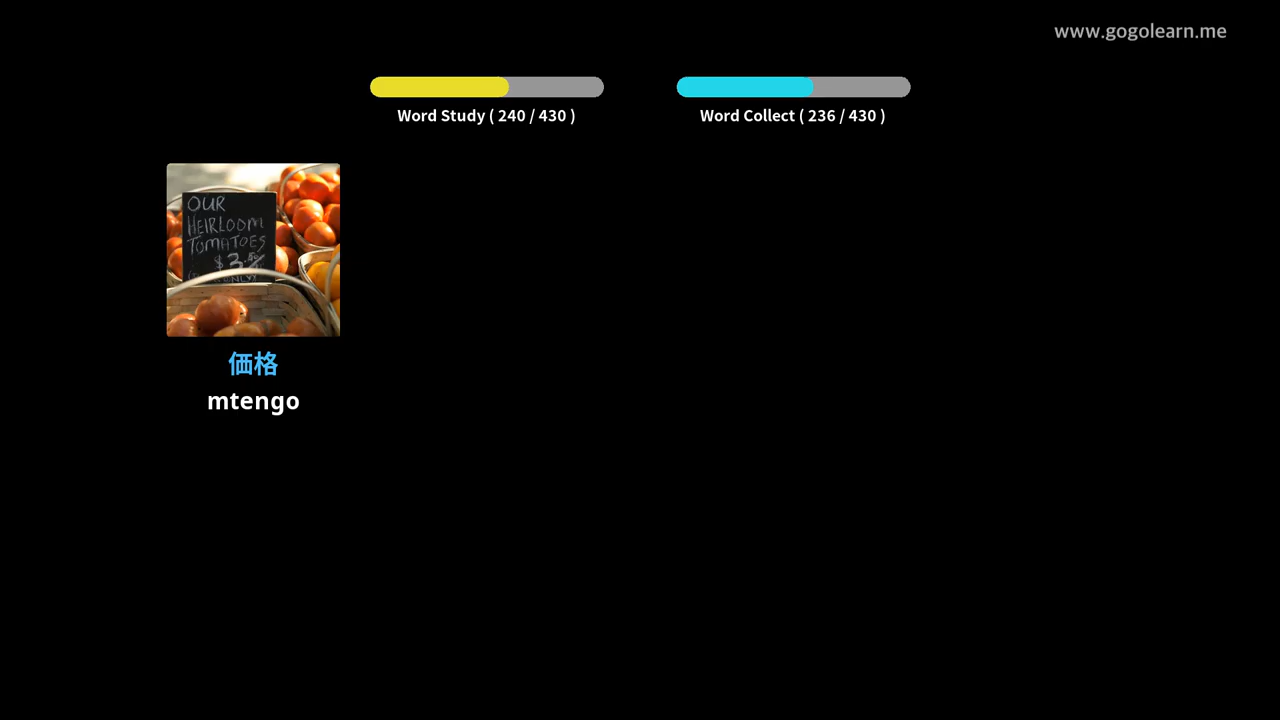 www.gogolearn.me
Word Study ( 240 / 430 )
Word Collect ( 236 / 430 )
OUR
HEIRLOOM
TOMATOES
価格
mtengo